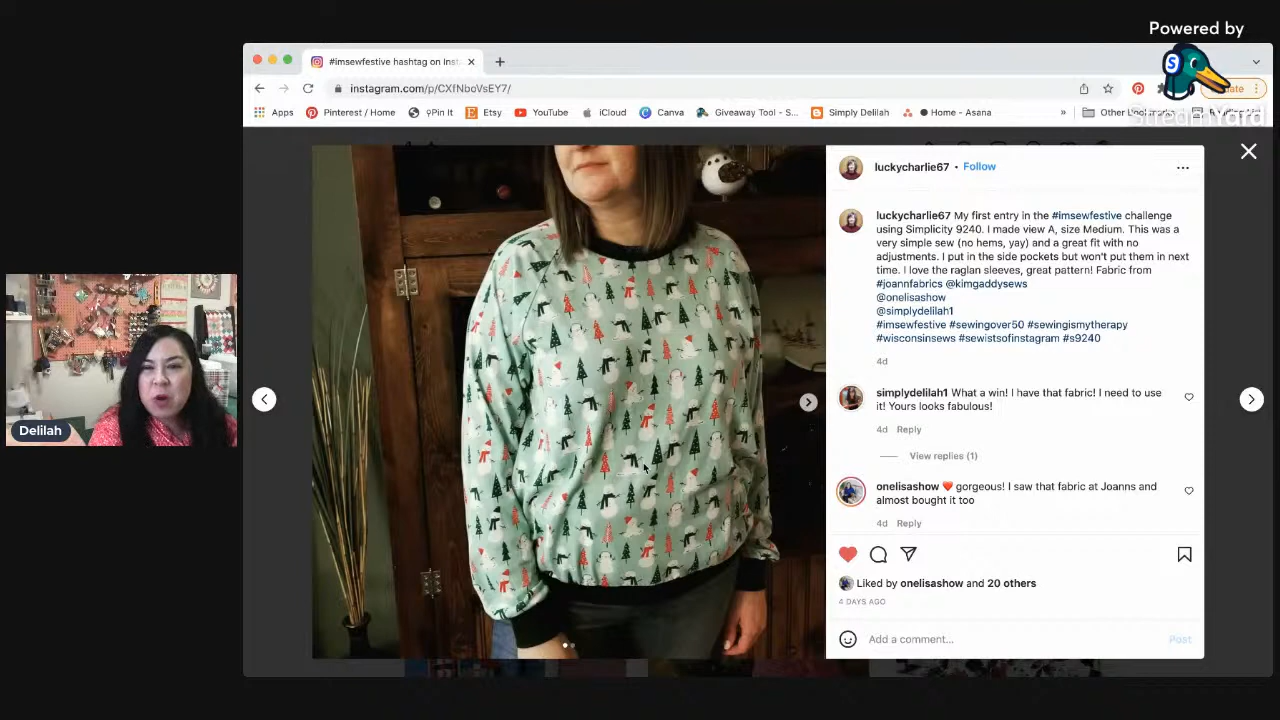 Powered by
#imsewfestive hashtag on Inst
instagram.com/p/CXfNboVsEY7/
Apps
Pinterest / Home
Pin It
Etsy
YouTube
iCloud
Canva
Giveaway Tool - S...
Simply Delilah
Home - Asana
»
StreamYard
luckycharlie67 • Follow
luckycharlie67 My first entry in the #imsewfestive challenge
using Simplicity 9240. I made view A, size Medium. This was a
very simple sew (no hems, yay) and a great fit with no
adjustments. I put in the side pockets but won't put them in next
time. I love the raglan sleeves, great pattern! Fabric from
#joannfabrics @kimgaddysews
@onelisashow
@simplydelilah1
#imsewfestive #sewingover50 #sewingismytherapy
#wisconsinsews #sewistsofinstagram #s9240
4d
simplydelilah1 What a win! I have that fabric! I need to use
it! Yours looks fabulous!
4d Reply
View replies (1)
onelisashow ❤️ gorgeous! I saw that fabric at Joanns and
almost bought it too
4d Reply
Liked by onelisashow and 20 others
4 DAYS AGO
Add a comment...
Post
Delilah